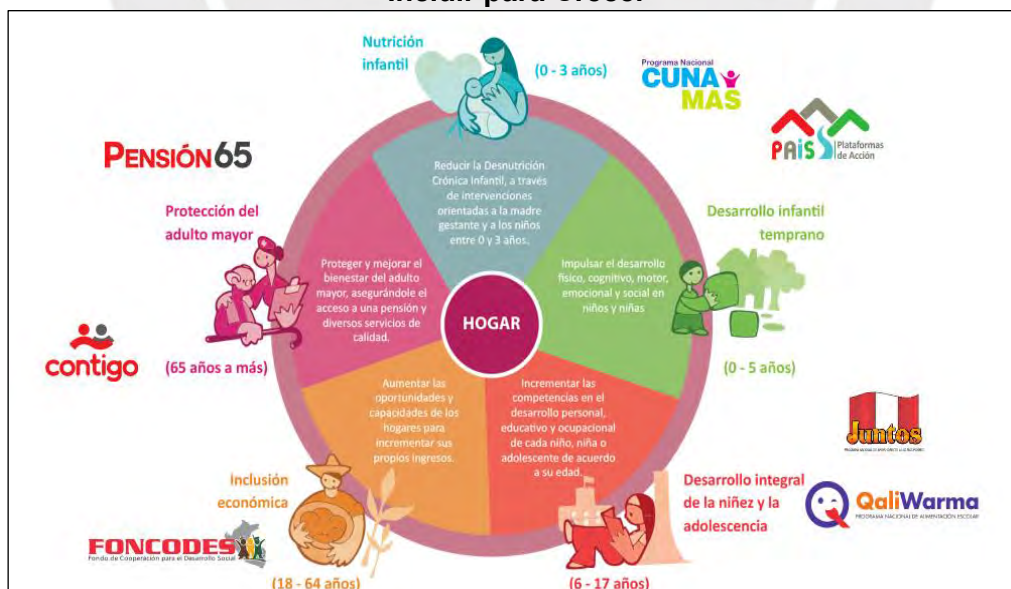 Incluir para Crecer
Nutrición
infantil
(0 - 3 años)
Programa Nacional
CUNA
MAS
PAIS
Plataformas
de Acción
PENSIÓN 65
Reducir la Desnutrición
Crónica Infantil, a través
de intervenciones
orientadas a la madre
gestante y a los niños
entre 0 y 3 años.
Protección del
adulto mayor
Desarrollo infantil
temprano
Proteger y mejorar el
bienestar del adulto
mayor, asegurándole el
acceso a una pensión y
diversos servicios de
calidad.
Impulsar el desarrollo
físico, cognitivo, motor,
emocional y social en
niños y niñas
HOGAR
contigo
(65 años a más)
(0 - 5 años)
Aumentar las
oportunidades y
capacidades de los
hogares para
incrementar sus
propios ingresos.
Incrementar las
competencias en el
desarrollo personal,
educativo y ocupacional
de cada niño, niña o
adolescente de acuerdo
a su edad.
Juntos
Inclusión
económica
Desarrollo integral
de la niñez y la
adolescencia
QaliWarma
PROGRAMA NACIONAL DE ALIMENTACIÓN ESCOLAR
FONCODES
Fondo de Cooperación para el Desarrollo Social
(18 - 64 años)
(6 - 17 años)